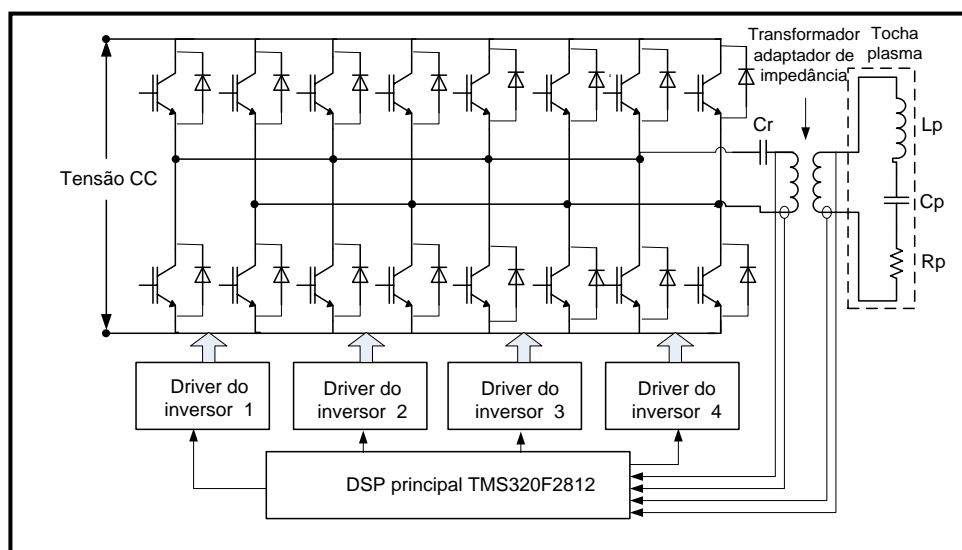 Transformador
adaptador de
impedância
Tocha
plasma
Cr
Lp
Tensão CC
Cp
Rp
Driver do
inversor 1
Driver do
inversor 2
Driver do
inversor 3
Driver do
inversor 4
DSP principal TMS320F2812